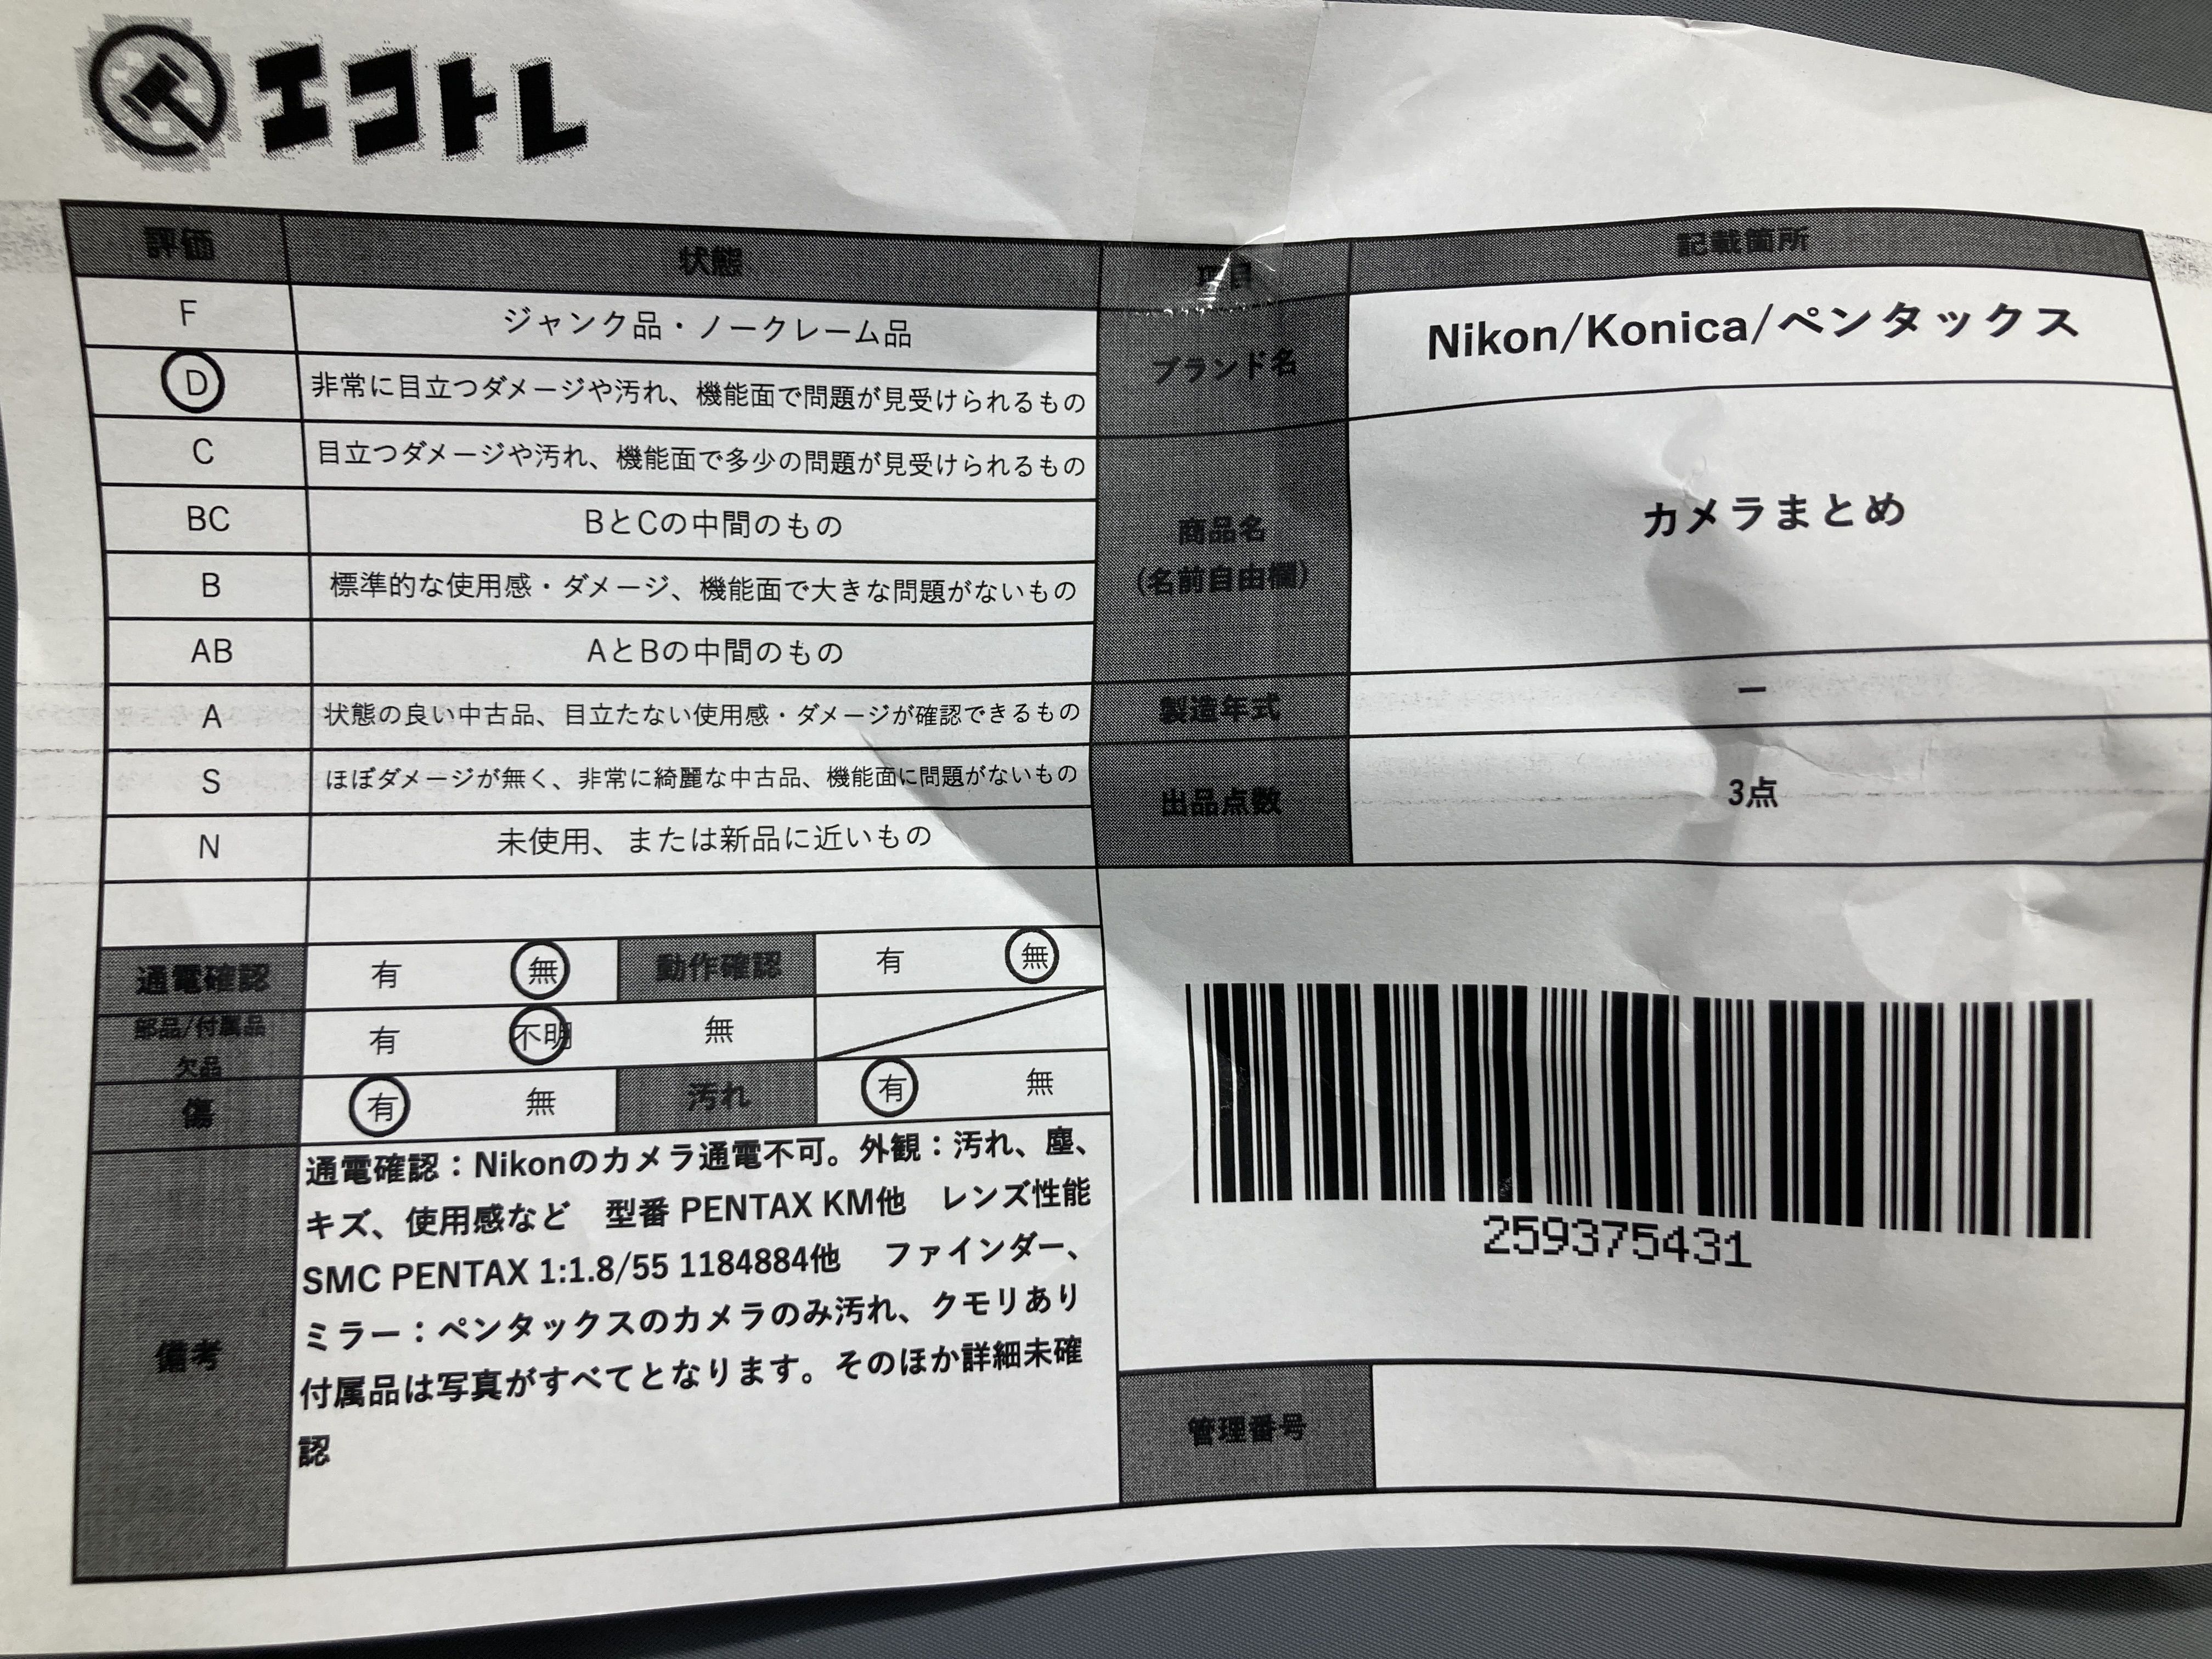 エコトレ
評価 状態 項目 記載箇所
F ジャンク品・ノークレーム品
D 非常に目立つダメージや汚れ、機能面で問題が見受けられるもの
C 目立つダメージや汚れ、機能面で多少の問題が見受けられるもの
BC BとCの中間のもの
B 標準的な使用感・ダメージ、機能面で大きな問題がないもの
AB AとBの中間のもの
A 状態の良い中古品、目立たない使用感・ダメージが確認できるもの
S ほぼダメージが無く、非常に綺麗な中古品、機能面に問題がないもの
N 未使用、または新品に近いもの
ブランド名 Nikon/Konica/ペンタックス
商品名 カメラまとめ
(名前自由欄)
製造年式 ー
出品点数 3点
通電確認 有 無 動作確認 有 無
部品/付属品 有 不明 無
欠品
傷 有 無 汚れ 有 無
備考
通電確認：Nikonのカメラ通電不可。外観：汚れ、塵、
キズ、使用感など 型番 PENTAX KM他 レンズ性能
SMC PENTAX 1:1.8/55 1184884他 ファインダー、
ミラー：ペンタックスのカメラのみ汚れ、クモリあり
付属品は写真がすべてとなります。そのほか詳細未確
認
259375431
管理番号